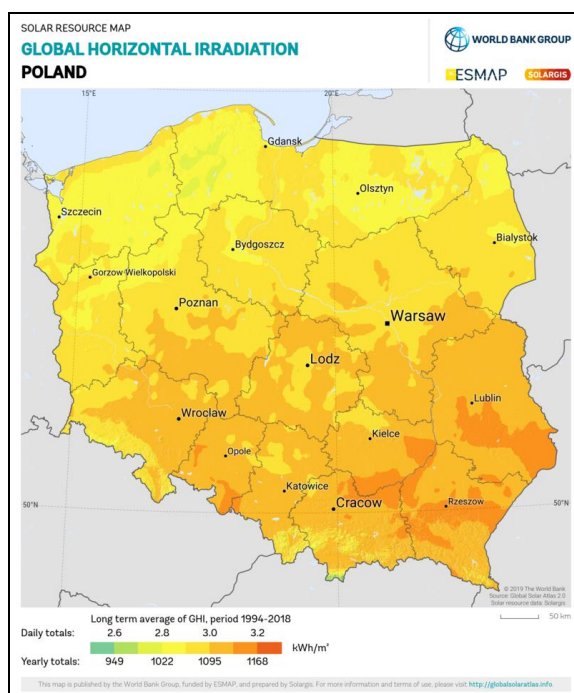 SOLAR RESOURCE MAP
GLOBAL HORIZONTAL IRRADIATION
POLAND
WORLD BANK GROUP
ESMAP
SOLARGIS
http://solargis.com
15°E
20°E
Gdansk
Olsztyn
Szczecin
Bialystok
Bydgoszcz
Gorzow Wielkopolski
Poznan
Warsaw
Lodz
Lublin
Wroclaw
Kielce
Opole
Katowice
50°N
Cracow
Rzeszow
50°N
© 2019 The World Bank
Source: Global Solar Atlas 2.0
Solar resource data: Solargis
50 km
Long term average of GHI, period 1994-2018
Daily totals: 2.6 2.8 3.0 3.2
kWh/m²
Yearly totals: 949 1022 1095 1168
This map is published by the World Bank Group, funded by ESMAP, and prepared by Solargis. For more information and terms of use, please visit http://globalsolaratlas.info.